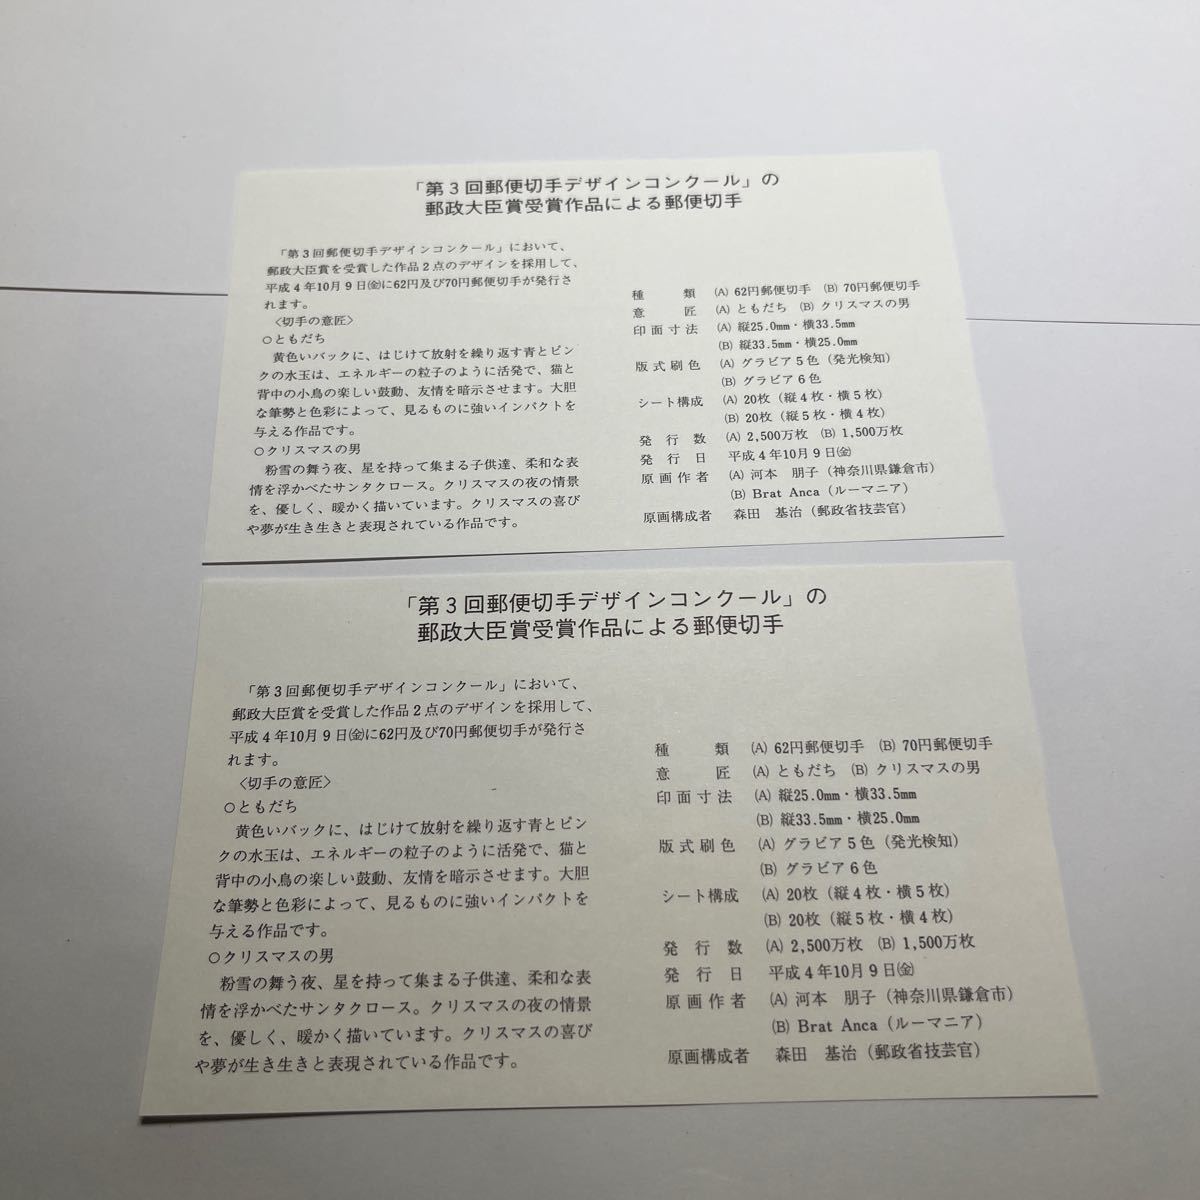 「第3回郵便切手デザインコンクール」の
郵政大臣賞受賞作品による郵便切手
「第3回郵便切手デザインコンクール」において、
郵政大臣賞を受賞した作品2点のデザインを採用して、
平成4年10月9日㈮に62円及び70円郵便切手が発行さ
れます。
〈切手の意匠〉
○ともだち
黄色いバックに、はじけて放射を繰り返す青とピン
クの水玉は、エネルギーの粒子のように活発で、猫と
背中の小鳥の楽しい鼓動、友情を暗示させます。大胆
な筆勢と色彩によって、見るものに強いインパクトを
与える作品です。
○クリスマスの男
粉雪の舞う夜、星を持って集まる子供達、柔和な表
情を浮かべたサンタクロース。クリスマスの夜の情景
を、優しく、暖かく描いています。クリスマスの喜び
や夢が生き生きと表現されている作品です。
種類 (A) 62円郵便切手 (B) 70円郵便切手
意匠 (A) ともだち (B) クリスマスの男
印面寸法 (A) 縦25.0mm・横33.5mm
(B) 縦33.5mm・横25.0mm
版式刷色 (A) グラビア5色（発光検知）
(B) グラビア6色
シート構成 (A) 20枚（縦4枚・横5枚）
(B) 20枚（縦5枚・横4枚）
発行数 (A) 2,500万枚 (B) 1,500万枚
発行日 平成4年10月9日㈮
原画作者 (A) 河本 朋子（神奈川県鎌倉市）
(B) Brat Anca（ルーマニア）
原画構成者 森田 基治（郵政省技芸官）
「第3回郵便切手デザインコンクール」の
郵政大臣賞受賞作品による郵便切手
「第3回郵便切手デザインコンクール」において、
郵政大臣賞を受賞した作品2点のデザインを採用して、
平成4年10月9日㈮に62円及び70円郵便切手が発行さ
れます。
〈切手の意匠〉
○ともだち
黄色いバックに、はじけて放射を繰り返す青とピン
クの水玉は、エネルギーの粒子のように活発で、猫と
背中の小鳥の楽しい鼓動、友情を暗示させます。大胆
な筆勢と色彩によって、見るものに強いインパクトを
与える作品です。
○クリスマスの男
粉雪の舞う夜、星を持って集まる子供達、柔和な表
情を浮かべたサンタクロース。クリスマスの夜の情景
を、優しく、暖かく描いています。クリスマスの喜び
や夢が生き生きと表現されている作品です。
種類 (A) 62円郵便切手 (B) 70円郵便切手
意匠 (A) ともだち (B) クリスマスの男
印面寸法 (A) 縦25.0mm・横33.5mm
(B) 縦33.5mm・横25.0mm
版式刷色 (A) グラビア5色（発光検知）
(B) グラビア6色
シート構成 (A) 20枚（縦4枚・横5枚）
(B) 20枚（縦5枚・横4枚）
発行数 (A) 2,500万枚 (B) 1,500万枚
発行日 平成4年10月9日㈮
原画作者 (A) 河本 朋子（神奈川県鎌倉市）
(B) Brat Anca（ルーマニア）
原画構成者 森田 基治（郵政省技芸官）